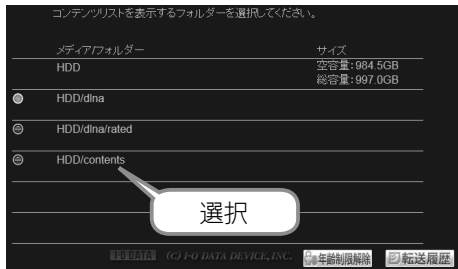 コンテンツリストを表示するフォルダーを選択してください。
メディア/フォルダー サイズ
HDD 空容量:984.5GB
総容量:997.0GB
HDD/dlna
HDD/dlna/rated
HDD/contents
選択
I-O DATA (C) I-O DATA DEVICE, INC. 年齢制限解除 転送履歴